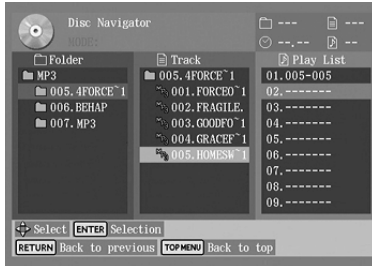 Disc Navigator
MODE:
--- ---
--,-- --
Folder
MP3
005.4FORCE~1
006.BEHAP
007.MP3
Track
005.4FORCE~1
001.FORCEO~1
002.FRAGILE.
003.GOODFO~1
004.GRACEF~1
005.HOMESW~1
Play List
01.005-005
02.-------
03.-------
04.-------
05.-------
06.-------
07.-------
08.-------
09.-------
Select ENTER Selection
RETURN Back to previous TOP MENU Back to top